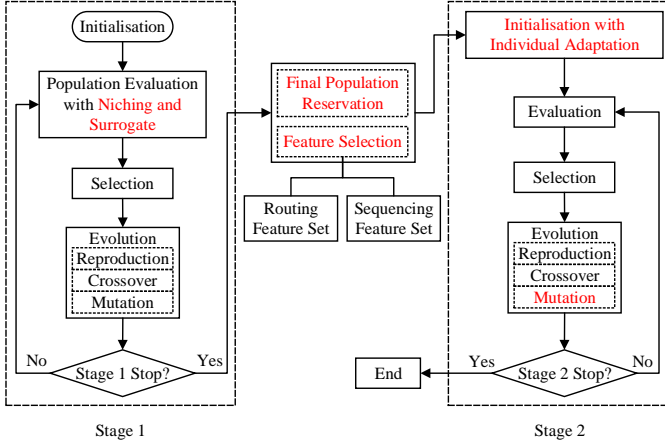 Initialisation
Population Evaluation
with Niching and
Surrogate
Selection
Evolution
Reproduction
Crossover
Mutation
No
Stage 1 Stop?
Yes
Stage 1
Final Population
Reservation
Feature Selection
Routing
Feature Set
Sequencing
Feature Set
Initialisation with
Individual Adaptation
Evaluation
Selection
Evolution
Reproduction
Crossover
Mutation
Yes
Stage 2 Stop?
No
End
Stage 2